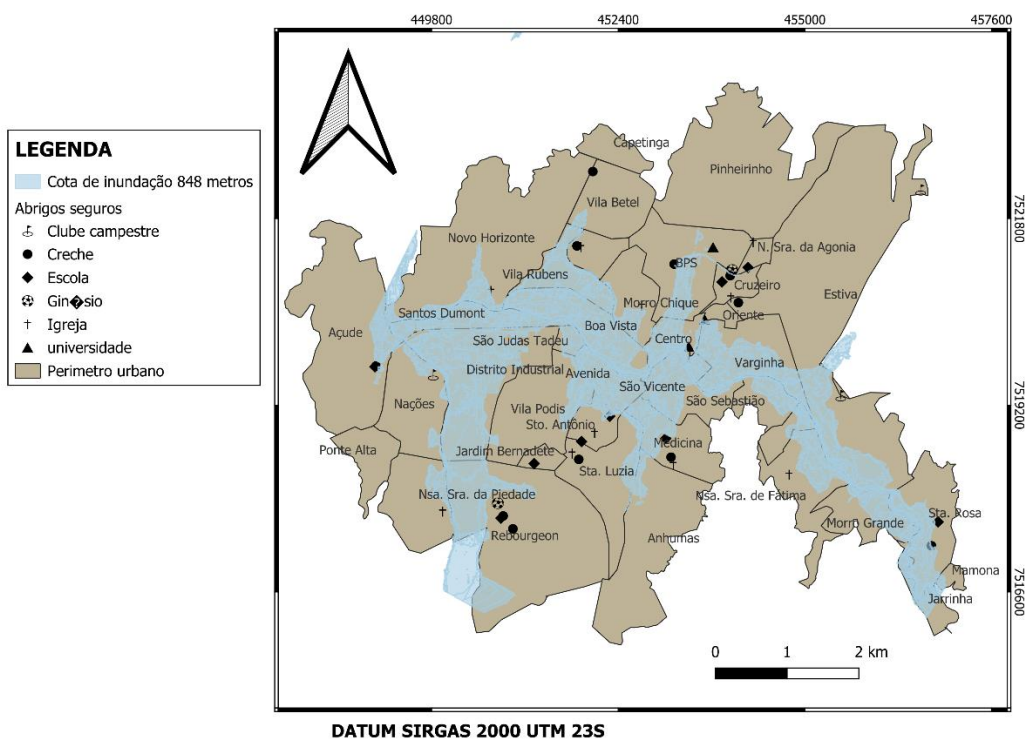 449800
452400
455000
457600
LEGENDA
Cota de inundação 848 metros
Abrigos seguros
Clube campestre
Creche
Escola
Gin�sio
Igreja
universidade
Perimetro urbano
Capetinga
Pinheirinho
Vila Betel
7521800
Novo Horizonte
N. Sra. da Agonia
BPS
Vila Rubens
Cruzeiro
Estiva
Morro Chique
Oriente
Santos Dumont
Boa Vista
Açude
Centro
São Judas Tadeu
Varginha
Distrito Industrial
Avenida
São Vicente
7519200
Nações
São Sebastião
Vila Podis
Sto. Antônio
Ponte Alta
Jardim Bernadete
Medicina
Sta. Luzia
Nsa. Sra. da Piedade
Nsa. Sra. de Fátima
Sta. Rosa
Morro Grande
Rebourgeon
Anhumas
Mamona
Jarrinha
7516600
0 1 2 km
DATUM SIRGAS 2000 UTM 23S